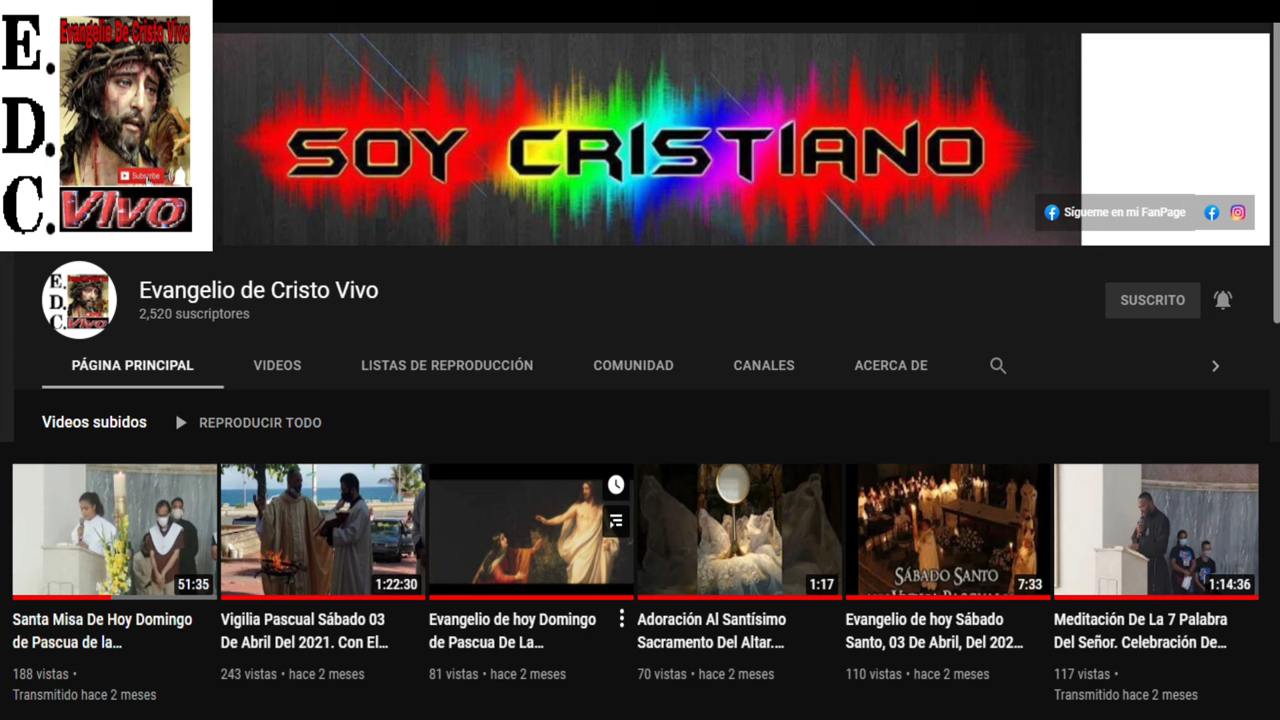 E.
D.
C.
Evangelio De Cristo Vivo
Subscribe
Vivo
SOY CRISTIANO
Sígueme en mi FanPage
E.
D.
C.
Vivo
Evangelio de Cristo Vivo
2,520 suscriptores
SUSCRITO
PÁGINA PRINCIPAL
VIDEOS
LISTAS DE REPRODUCCIÓN
COMUNIDAD
CANALES
ACERCA DE
Videos subidos
REPRODUCIR TODO
51:35
1:22:30
1:17
SÁBADO SANTO
7:33
1:14:36
Santa Misa De Hoy Domingo
de Pascua de la...
188 vistas •
Transmitido hace 2 meses
Vigilia Pascual Sábado 03
De Abril Del 2021. Con El...
243 vistas • hace 2 meses
Evangelio de hoy Domingo
de Pascua De La...
81 vistas • hace 2 meses
Adoración Al Santísimo
Sacramento Del Altar....
70 vistas • hace 2 meses
Evangelio de hoy Sábado
Santo, 03 De Abril, Del 202...
110 vistas • hace 2 meses
Meditación De La 7 Palabra
Del Señor. Celebración De...
117 vistas •
Transmitido hace 2 meses